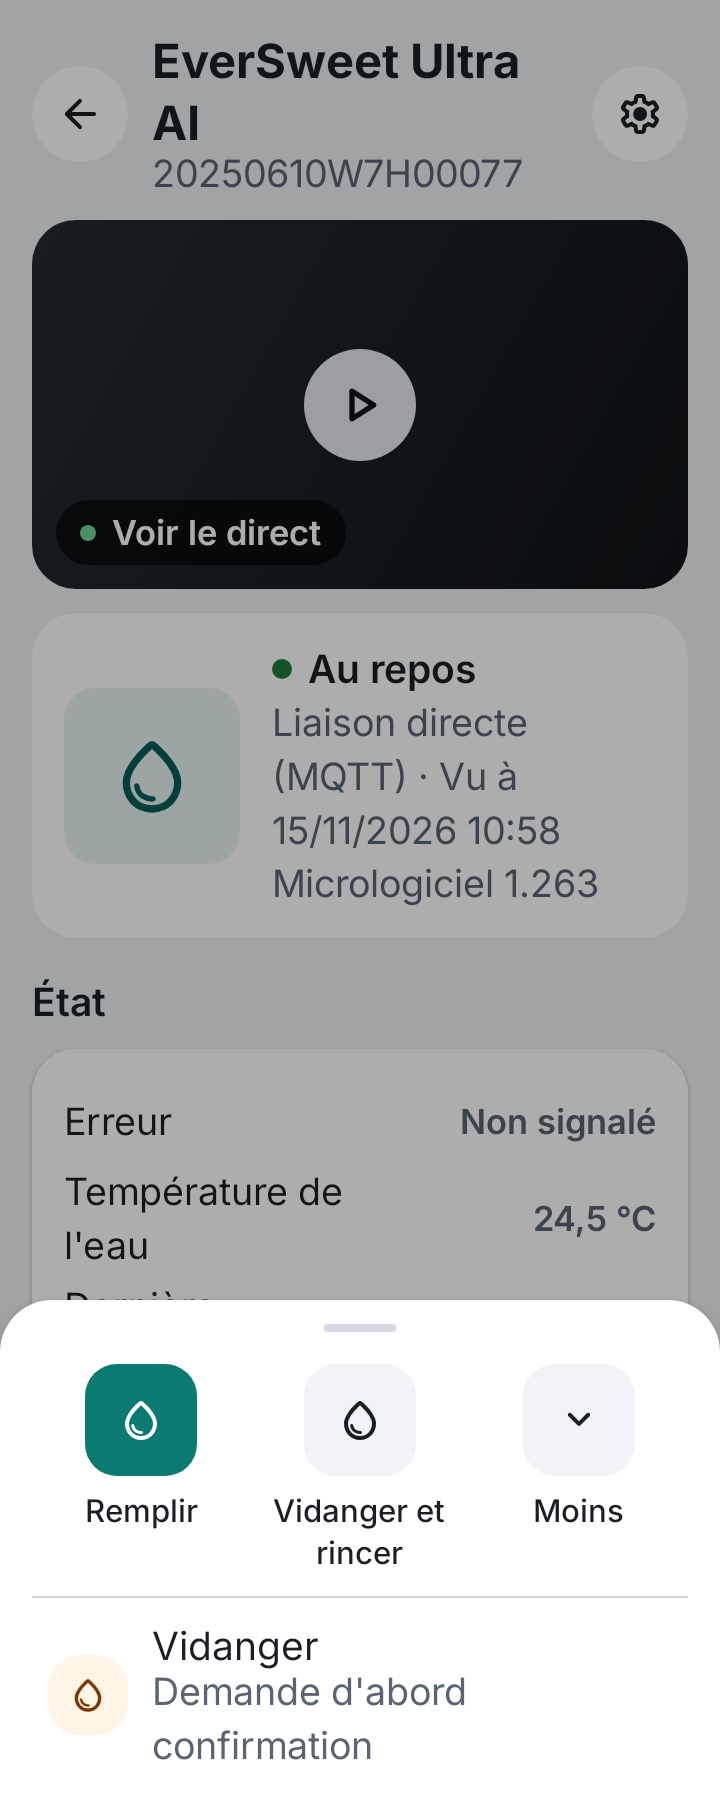 EverSweet Ultra
AI
20250610W7H00077
Voir le direct
Au repos
Liaison directe
(MQTT) · Vu à
15/11/2026 10:58
Micrologiciel 1.263
État
Erreur
Non signalé
Température de
l'eau
24,5 °C
Remplir
Vidanger et
rincer
Moins
Vidanger
Demande d'abord
confirmation